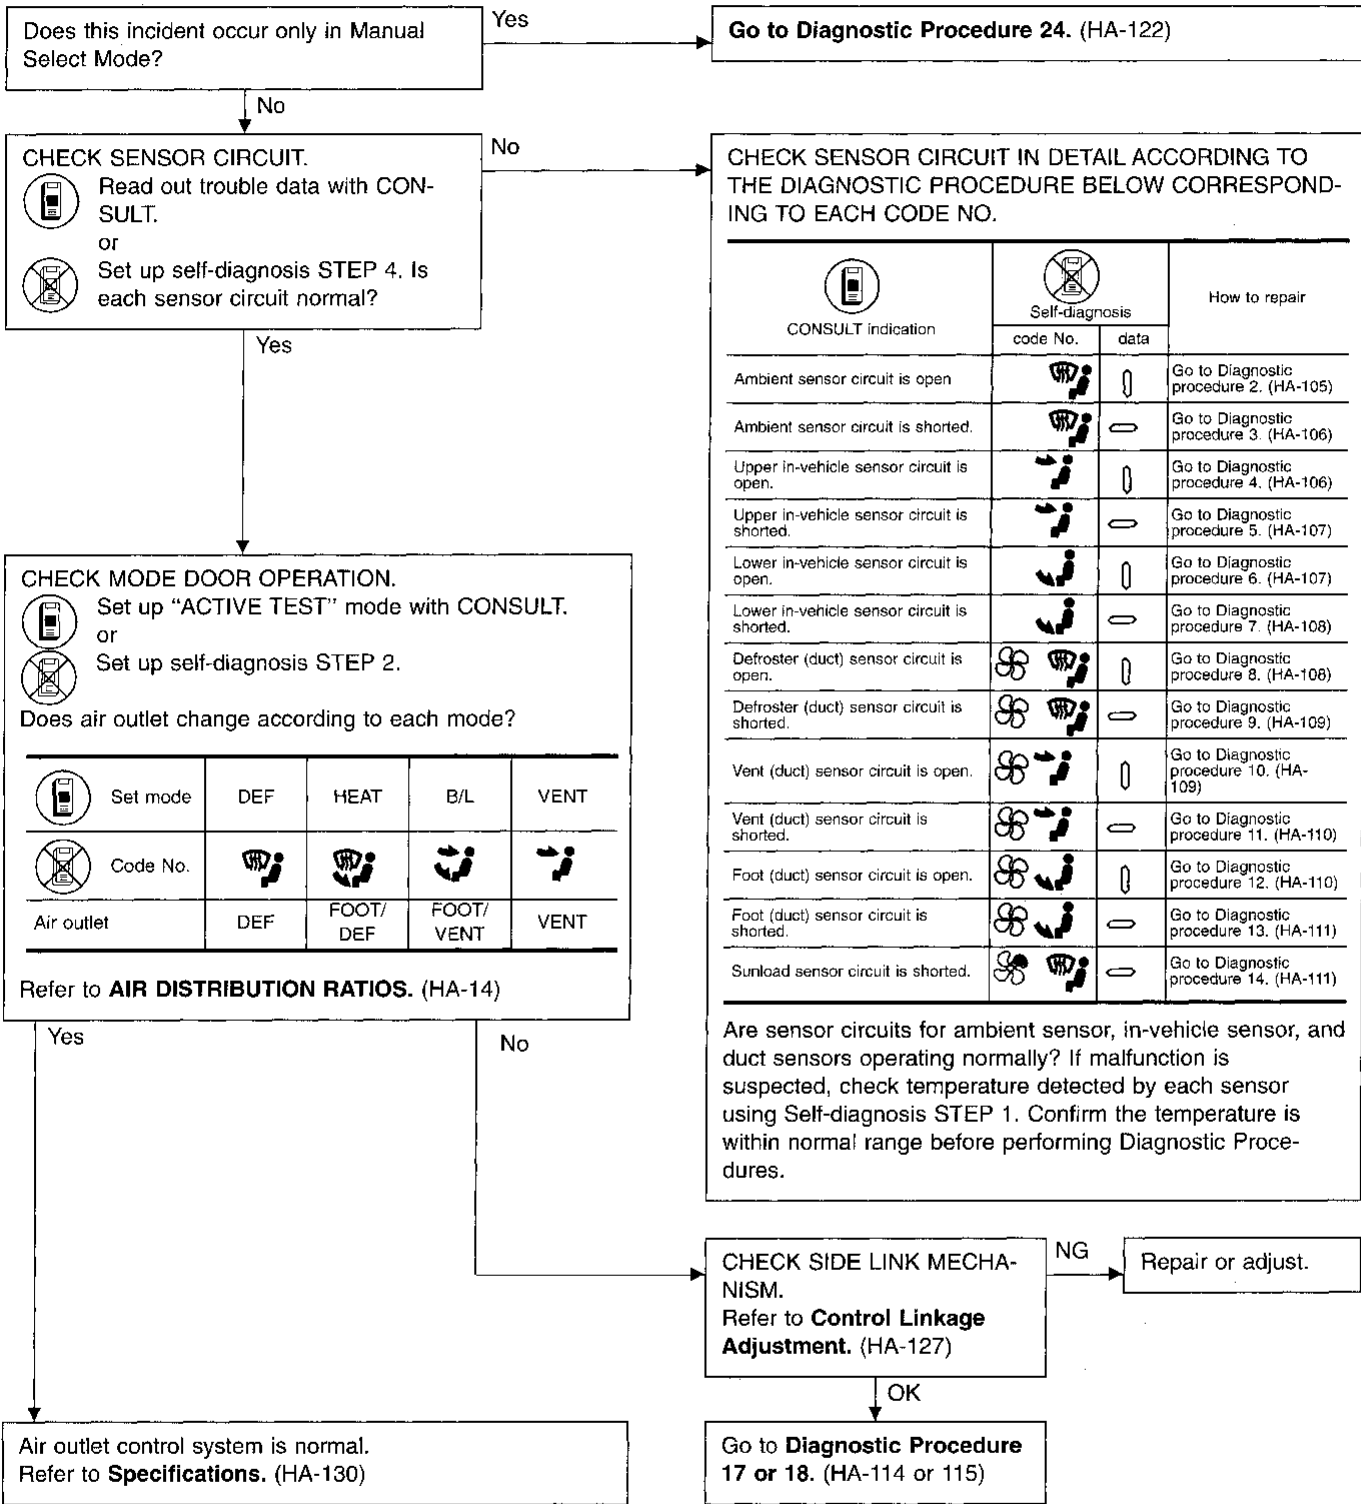 Does this incident occur only in Manual
Select Mode?
Yes
Go to Diagnostic Procedure 24. (HA-122)
No
CHECK SENSOR CIRCUIT.
Read out trouble data with CON-
SULT.
or
Set up self-diagnosis STEP 4. Is
each sensor circuit normal?
No
Yes
CHECK SENSOR CIRCUIT IN DETAIL ACCORDING TO
THE DIAGNOSTIC PROCEDURE BELOW CORRESPOND-
ING TO EACH CODE NO.
CONSULT indication
Self-diagnosis
code No.
data
How to repair
Ambient sensor circuit is open
Go to Diagnostic
procedure 2. (HA-105)
Ambient sensor circuit is shorted.
Go to Diagnostic
procedure 3. (HA-106)
Upper in-vehicle sensor circuit is
open.
Go to Diagnostic
procedure 4. (HA-106)
Upper in-vehicle sensor circuit is
shorted.
Go to Diagnostic
procedure 5. (HA-107)
Lower in-vehicle sensor circuit is
open.
Go to Diagnostic
procedure 6. (HA-107)
Lower in-vehicle sensor circuit is
shorted.
Go to Diagnostic
procedure 7. (HA-108)
Defroster (duct) sensor circuit is
open.
Go to Diagnostic
procedure 8. (HA-108)
Defroster (duct) sensor circuit is
shorted.
Go to Diagnostic
procedure 9. (HA-109)
Vent (duct) sensor circuit is open.
Go to Diagnostic
procedure 10. (HA-
109)
Vent (duct) sensor circuit is
shorted.
Go to Diagnostic
procedure 11. (HA-110)
Foot (duct) sensor circuit is open.
Go to Diagnostic
procedure 12. (HA-110)
Foot (duct) sensor circuit is
shorted.
Go to Diagnostic
procedure 13. (HA-111)
Sunload sensor circuit is shorted.
Go to Diagnostic
procedure 14. (HA-111)
Are sensor circuits for ambient sensor, in-vehicle sensor, and
duct sensors operating normally? If malfunction is
suspected, check temperature detected by each sensor
using Self-diagnosis STEP 1. Confirm the temperature is
within normal range before performing Diagnostic Proce-
dures.
CHECK MODE DOOR OPERATION.
Set up "ACTIVE TEST" mode with CONSULT.
or
Set up self-diagnosis STEP 2.
Does air outlet change according to each mode?
Set mode DEF HEAT B/L VENT
Code No.
Air outlet DEF FOOT/ FOOT/ VENT
DEF VENT
Refer to AIR DISTRIBUTION RATIOS. (HA-14)
Yes
No
CHECK SIDE LINK MECHA-
NISM.
Refer to Control Linkage
Adjustment. (HA-127)
NG
Repair or adjust.
OK
Air outlet control system is normal.
Refer to Specifications. (HA-130)
Go to Diagnostic Procedure
17 or 18. (HA-114 or 115)